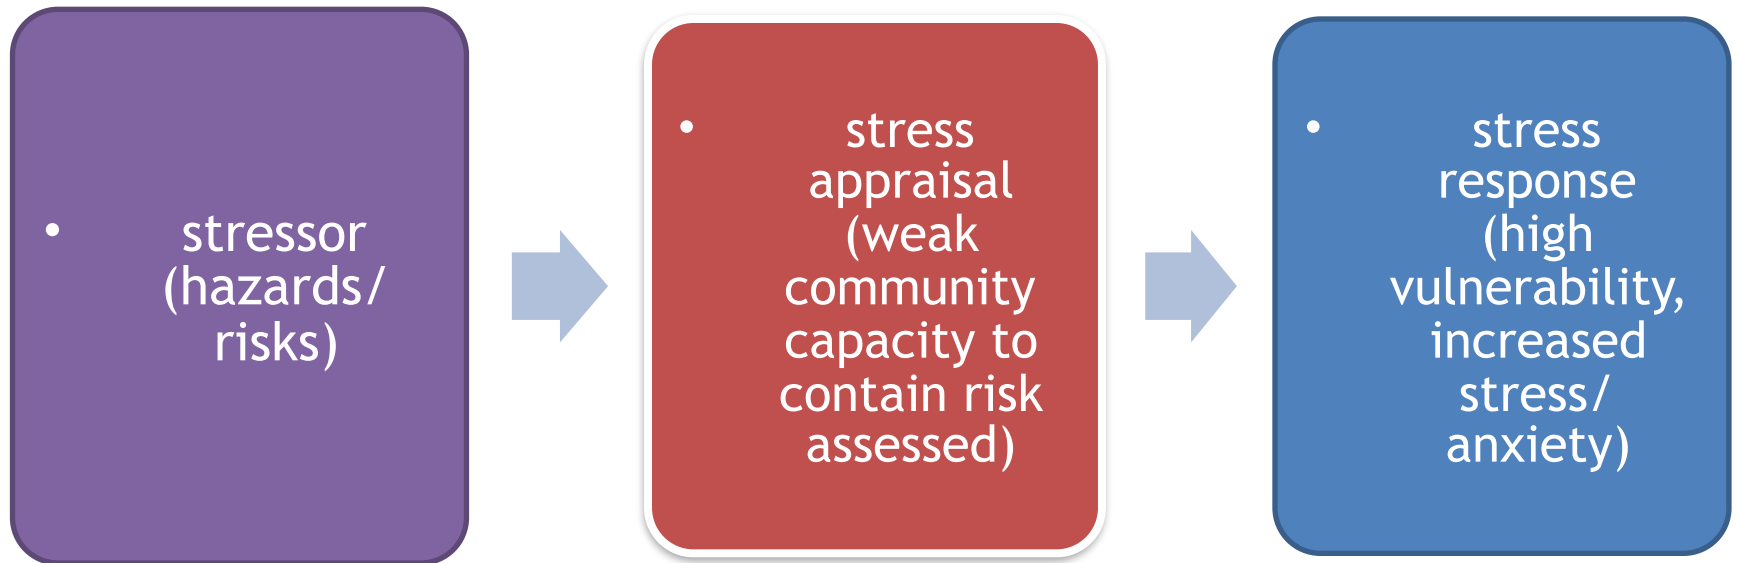 • stressor
(hazards/
risks)
• stress
appraisal
(weak
community
capacity to
contain risk
assessed)
• stress
response
(high
vulnerability,
increased
stress/
anxiety)